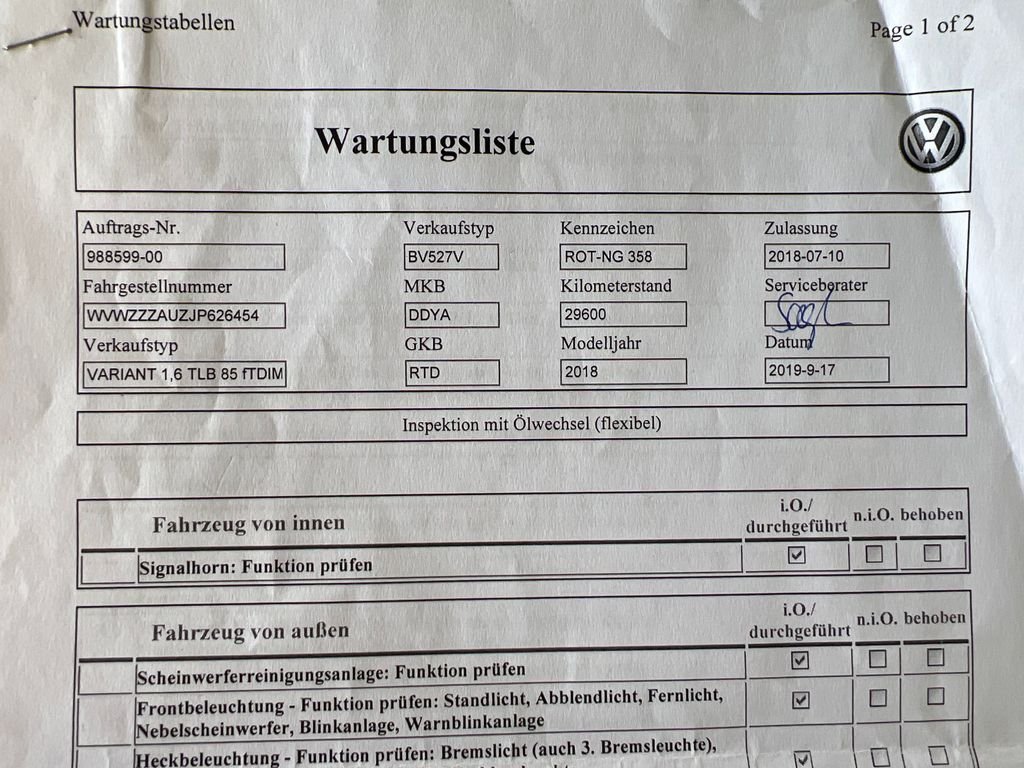 Wartungstabellen
Page 1 of 2
Wartungsliste
Auftrags-Nr. Verkaufstyp Kennzeichen Zulassung
988599-00 BV527V ROT-NG 358 2018-07-10
Fahrgestellnummer MKB Kilometerstand Serviceberater
WVWZZZAUZJP626454 DDYA 29600
Verkaufstyp GKB Modelljahr Datum
VARIANT 1,6 TLB 85 fTDIM RTD 2018 2019-9-17
Inspektion mit Ölwechsel (flexibel)
Fahrzeug von innen i.O./ durchgeführt n.i.O. behoben
Signalhorn: Funktion prüfen
Fahrzeug von außen i.O./ durchgeführt n.i.O. behoben
Scheinwerferreinigungsanlage: Funktion prüfen
Frontbeleuchtung - Funktion prüfen: Standlicht, Abblendlicht, Fernlicht,
Nebelscheinwerfer, Blinkanlage, Warnblinkanlage
Heckbeleuchtung - Funktion prüfen: Bremslicht (auch 3. Bremsleuchte),